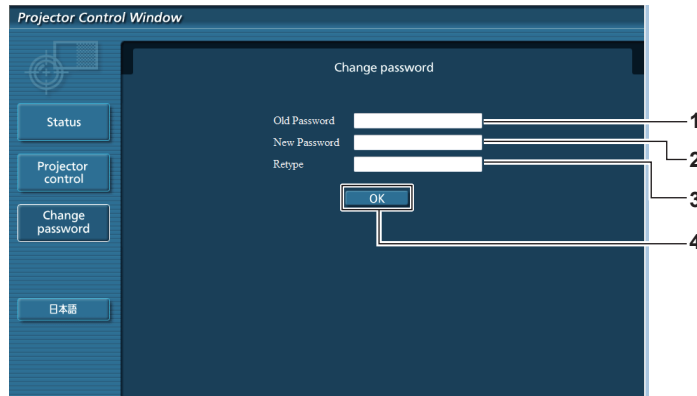 Projector Control Window
Change password
Status
Projector
control
Change
password
日本語
Old Password
New Password
Retype
OK
1
2
3
4